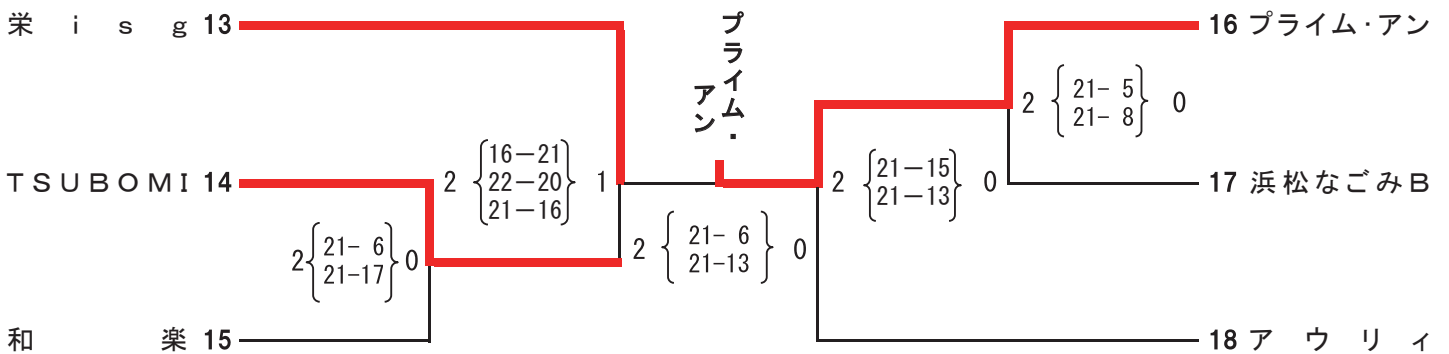 栄isg 13
TSUBOMI 14
和楽 15
2 21- 6 0
21-17
2 16-21 1
22-20
21-16
プライム・アン
2 21- 6 0
21-13
2 21-15 0
21-13
2 21- 5 0
21- 8
16 プライム・アン
17 浜松なごみB
18 アウリィ